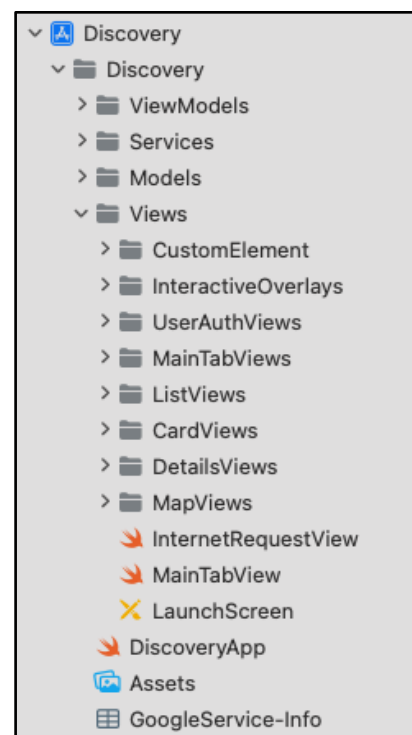 Discovery
Discovery
ViewModels
Services
Models
Views
CustomElement
InteractiveOverlays
UserAuthViews
MainTabViews
ListViews
CardViews
DetailsViews
MapViews
InternetRequestView
MainTabView
LaunchScreen
DiscoveryApp
Assets
GoogleService-Info